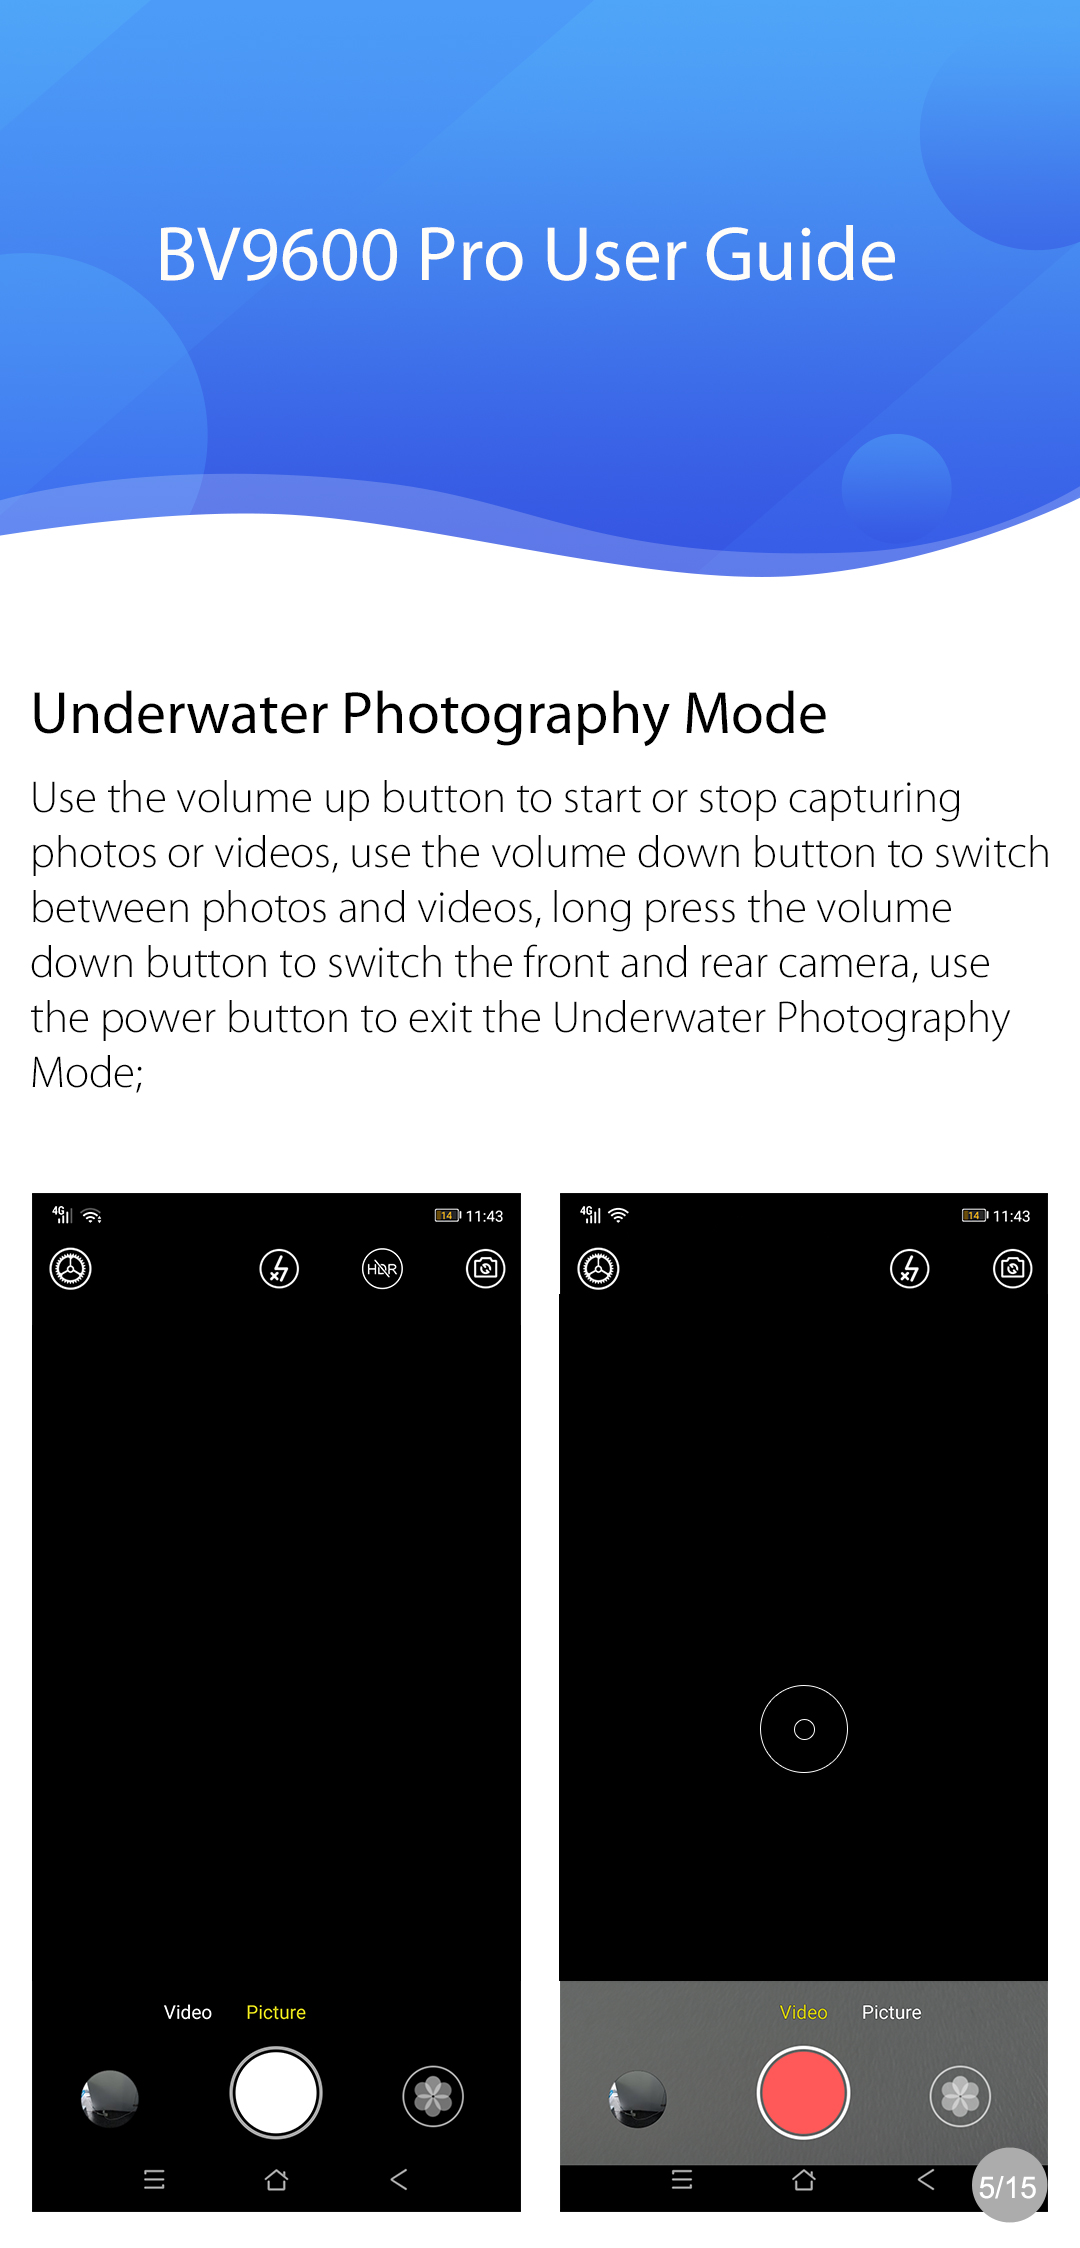 BV9600 Pro User Guide
Underwater Photography Mode
Use the volume up button to start or stop capturing
photos or videos, use the volume down button to switch
between photos and videos, long press the volume
down button to switch the front and rear camera, use
the power button to exit the Underwater Photography
Mode;
4G 14 11:43
HDR
Video Picture
4G 14 11:43
Video Picture
5/15